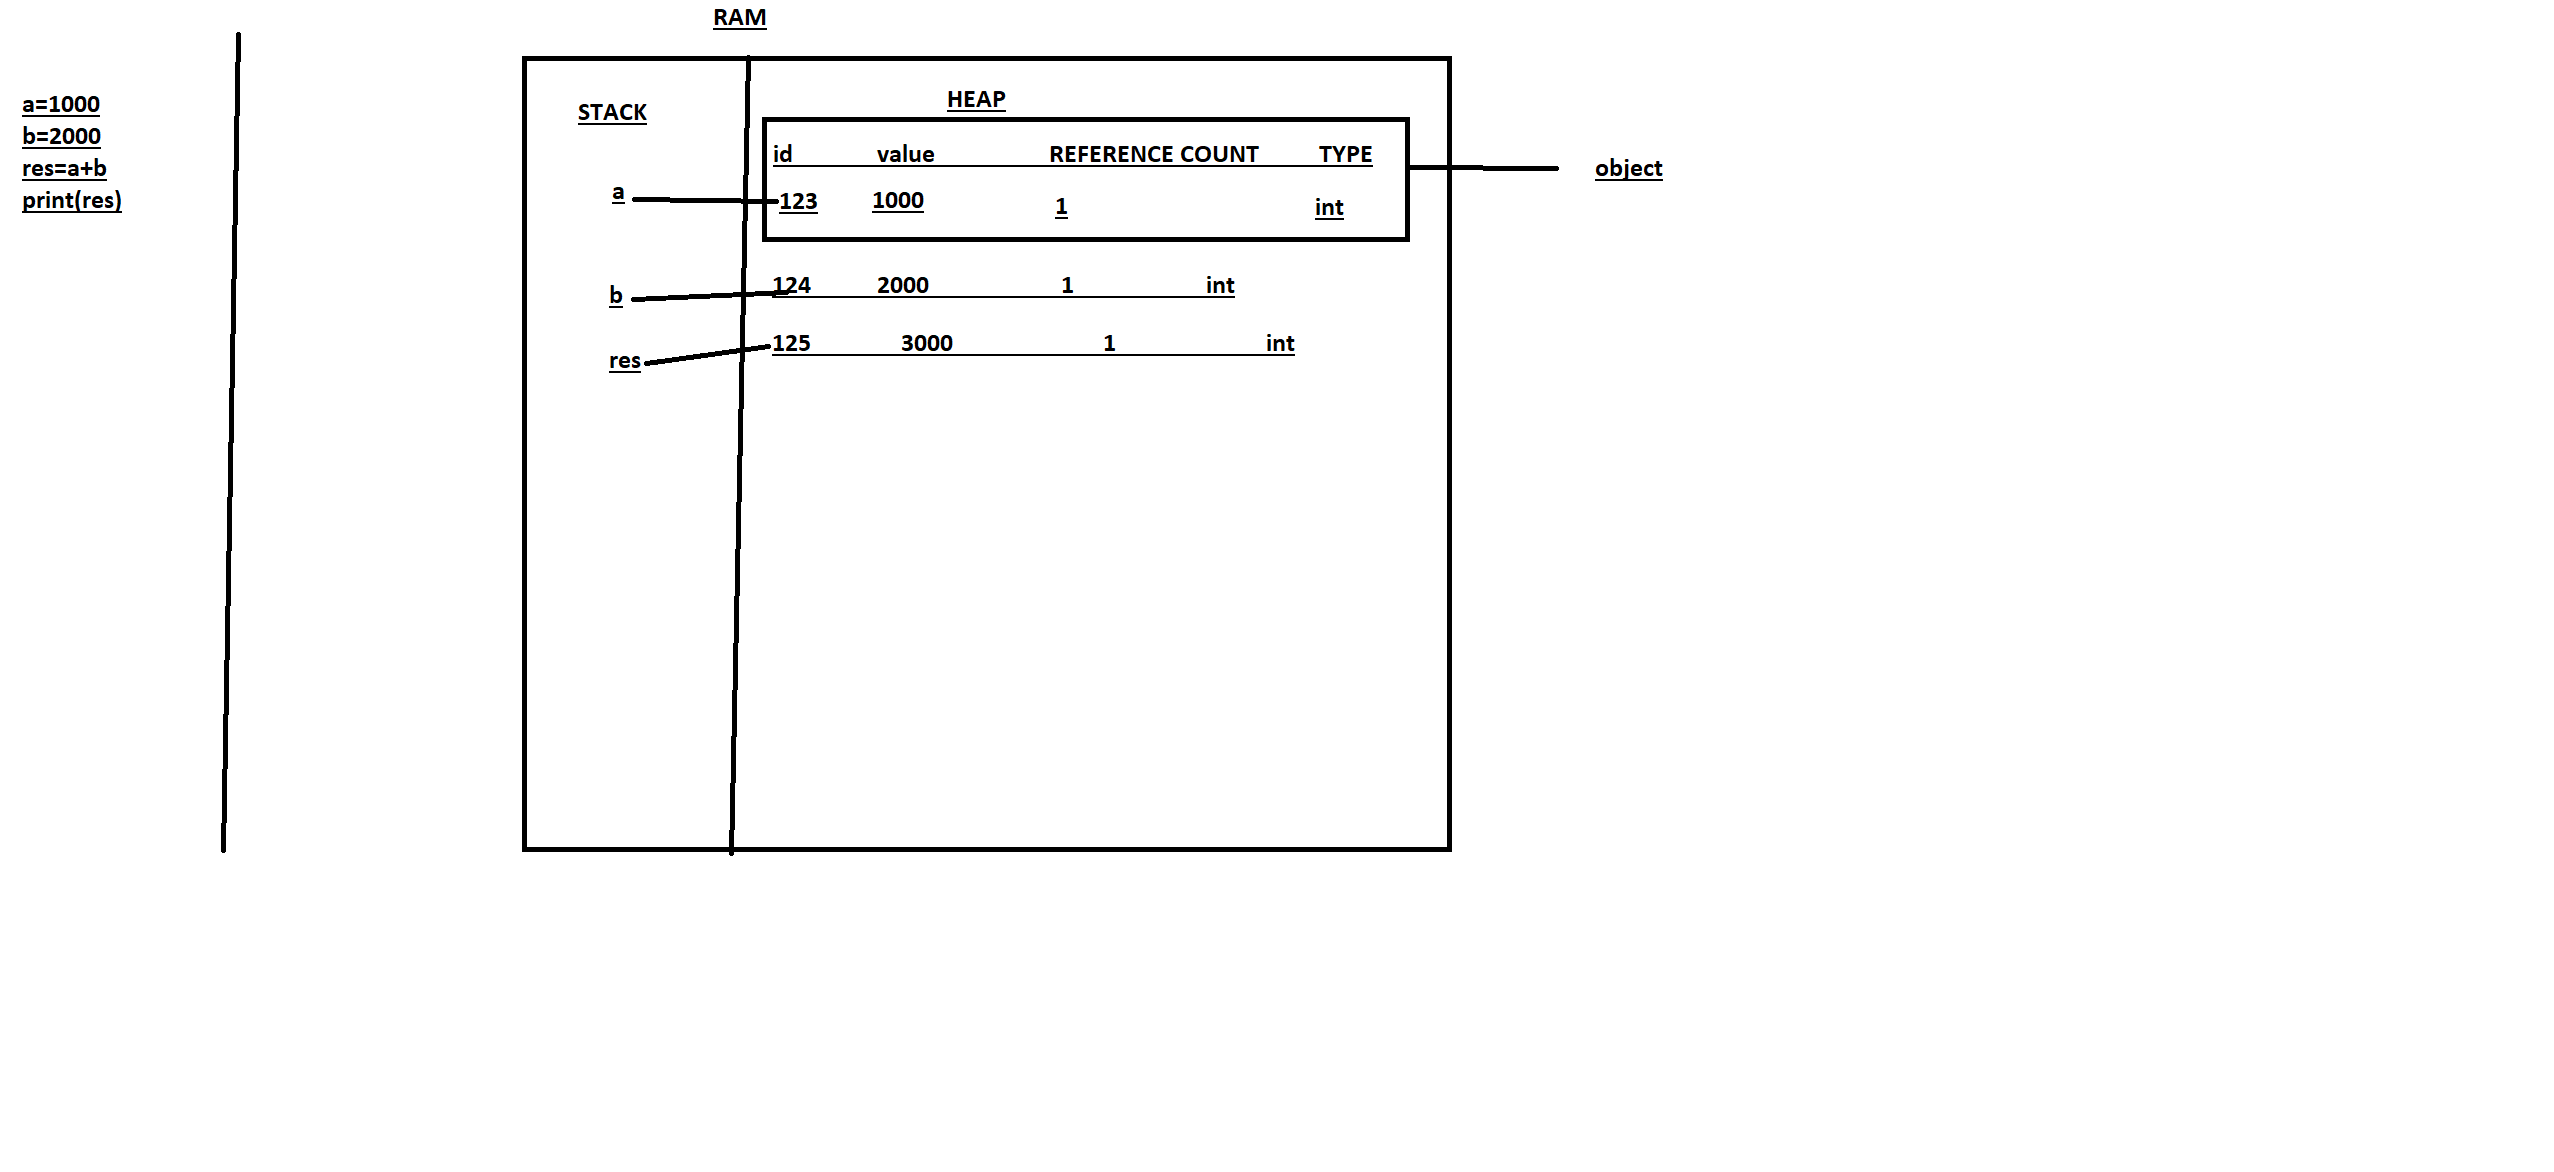 RAM
a=1000
b=2000
res=a+b
print(res)
STACK
HEAP
id value REFERENCE COUNT TYPE
object
a 123 1000 1 int
b 124 2000 1 int
res 125 3000 1 int